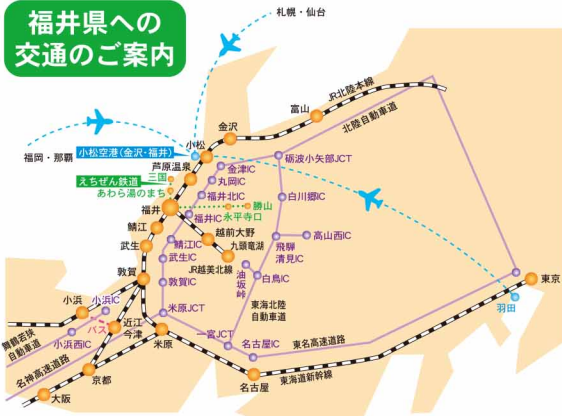 福井県への
交通のご案内
札幌・仙台
JR北陸本線
富山
北陸自動車道
金沢
小松
小松空港(金沢・福井)
福岡・那覇
砺波小矢部JCT
芦原温泉
金津IC
三国
えちぜん鉄道
丸岡IC
あわら湯のまち
福井北IC
白川郷IC
福井
勝山
永平寺口
福井IC
鯖江
越前大野
高山西IC
飛騨
清見IC
武生
鯖江IC
九頭竜湖
武生IC
JR越美北線
油坂峠
白鳥IC
敦賀
敦賀IC
東京
小浜
小浜IC
米原JCT
東海北陸
自動車道
羽田
バス
近江
今津
舞鶴若狭
自動車道
小浜西IC
米原
一宮JCT
名古屋IC
東名高速道路
名神高速道路
京都
名古屋
東海道新幹線
大阪